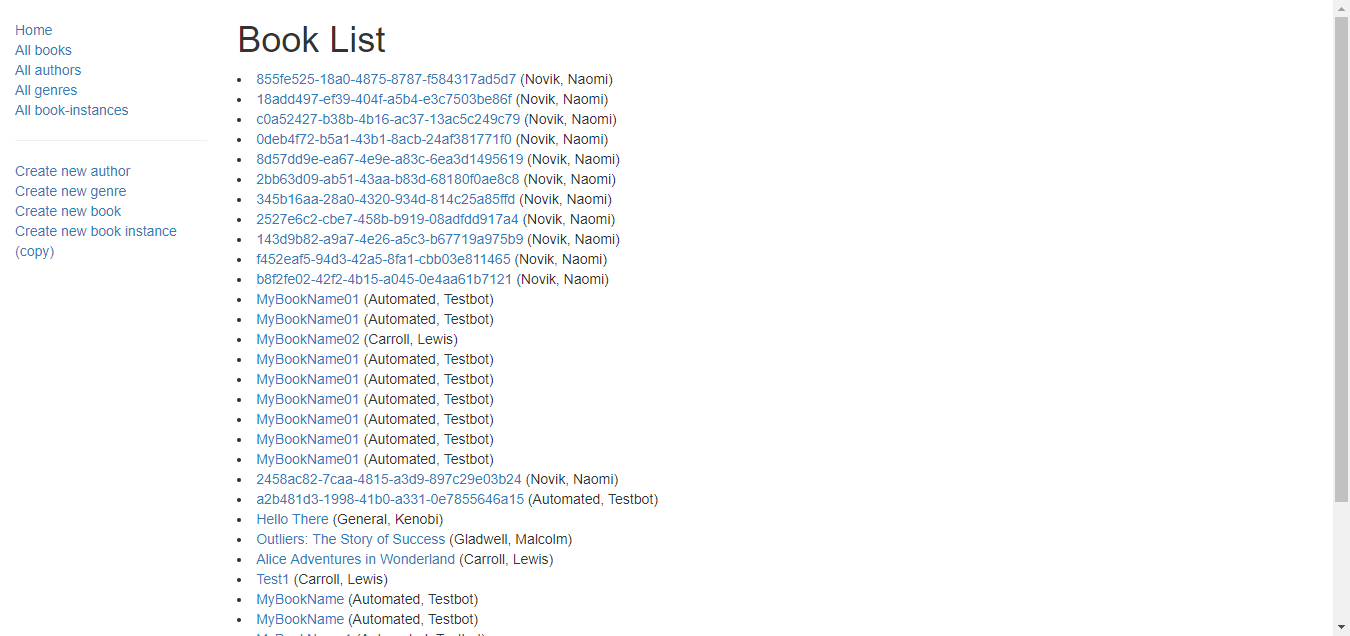 Home
All books
All authors
All genres
All book-instances
Create new author
Create new genre
Create new book
Create new book instance
(copy)
Book List
855fe525-18a0-4875-8787-f584317ad5d7 (Novik, Naomi)
18add497-ef39-404f-a5b4-e3c7503be86f (Novik, Naomi)
c0a52427-b38b-4b16-ac37-13ac5c249c79 (Novik, Naomi)
0deb4f72-b5a1-43b1-8acb-24af381771f0 (Novik, Naomi)
8d57dd9e-ea67-4e9e-a83c-6ea3d1495619 (Novik, Naomi)
2bb63d09-ab51-43aa-b83d-68180f0ae8c8 (Novik, Naomi)
345b16aa-28a0-4320-934d-814c25a85ffd (Novik, Naomi)
2527e6c2-cbe7-458b-b919-08adfdd917a4 (Novik, Naomi)
143d9b82-a9a7-4e26-a5c3-b67719a975b9 (Novik, Naomi)
f452eaf5-94d3-42a5-8fa1-cbb03e811465 (Novik, Naomi)
b8f2fe02-42f2-4b15-a045-0e4aa61b7121 (Novik, Naomi)
MyBookName01 (Automated, Testbot)
MyBookName01 (Automated, Testbot)
MyBookName02 (Carroll, Lewis)
MyBookName01 (Automated, Testbot)
MyBookName01 (Automated, Testbot)
MyBookName01 (Automated, Testbot)
MyBookName01 (Automated, Testbot)
MyBookName01 (Automated, Testbot)
MyBookName01 (Automated, Testbot)
2458ac82-7caa-4815-a3d9-897c29e03b24 (Novik, Naomi)
a2b481d3-1998-41b0-a331-0e7855646a15 (Automated, Testbot)
Hello There (General, Kenobi)
Outliers: The Story of Success (Gladwell, Malcolm)
Alice Adventures in Wonderland (Carroll, Lewis)
Test1 (Carroll, Lewis)
MyBookName (Automated, Testbot)
MyBookName (Automated, Testbot)